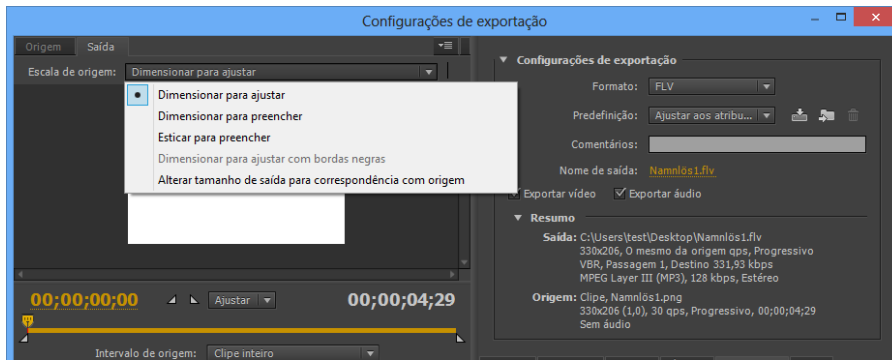 Configurações de exportação
Origem
Saída
Escala de origem: Dimensionar para ajustar
Dimensionar para ajustar
Dimensionar para preencher
Esticar para preencher
Dimensionar para ajustar com bordas negras
Alterar tamanho de saída para correspondência com origem
00;00;00;00
Ajustar
00;00;04;29
Intervalo de origem: Clipe inteiro
Configurações de exportação
Formato: FLV
Predefinição: Ajustar aos atribu...
Comentários:
Nome de saída: Namnlös1.flv
Exportar vídeo
Exportar áudio
Resumo
Saída: C:\Users\test\Desktop\Namnlös1.flv
330x206, O mesmo da origem qps, Progressivo
VBR, Passagem 1, Destino 331,93 kbps
MPEG Layer III (MP3), 128 kbps, Estéreo
Origem: Clipe, Namnlös1.png
330x206 (1,0), 30 qps, Progressivo, 00;00;04;29
Sem áudio